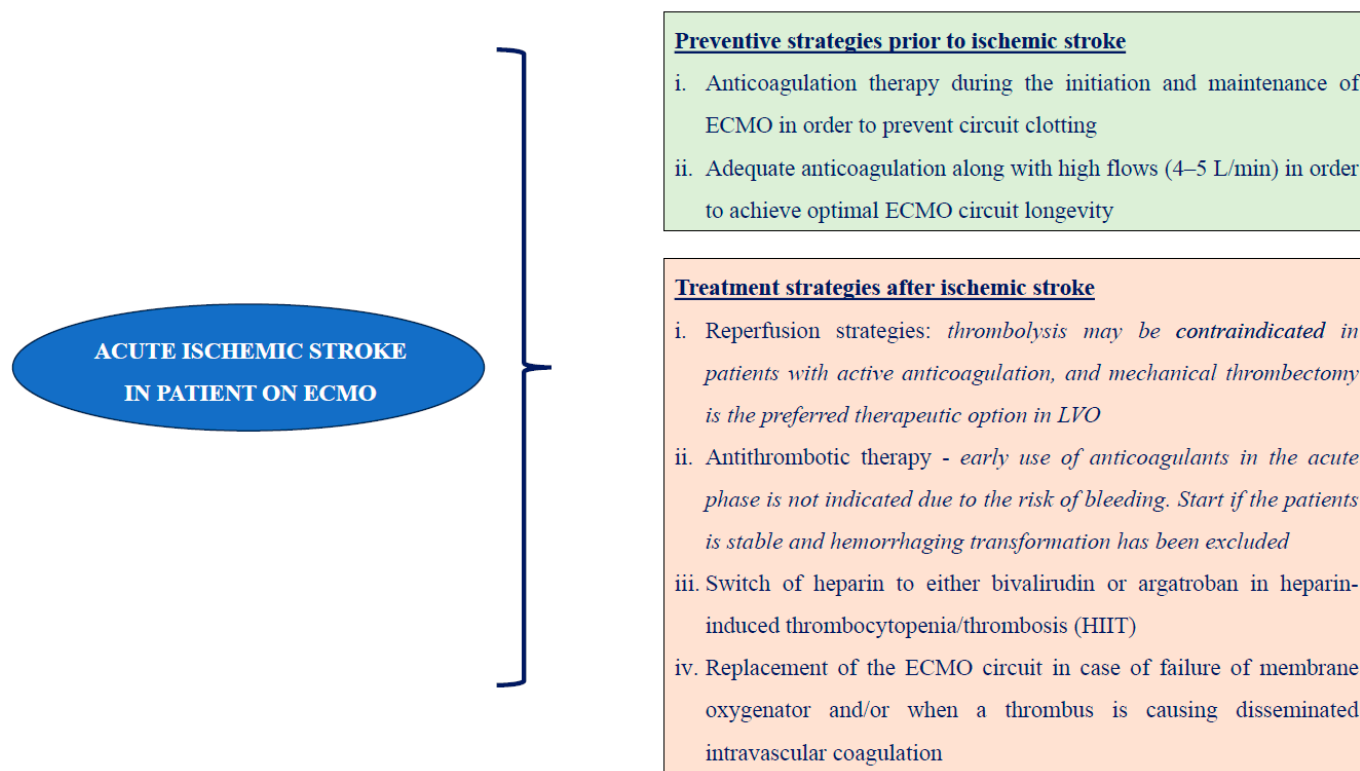 ACUTE ISCHEMIC STROKE
IN PATIENT ON ECMO
Preventive strategies prior to ischemic stroke
i. Anticoagulation therapy during the initiation and maintenance of
ECMO in order to prevent circuit clotting
ii. Adequate anticoagulation along with high flows (4–5 L/min) in order
to achieve optimal ECMO circuit longevity
Treatment strategies after ischemic stroke
i. Reperfusion strategies: thrombolysis may be contraindicated in
patients with active anticoagulation, and mechanical thrombectomy
is the preferred therapeutic option in LVO
ii. Antithrombotic therapy - early use of anticoagulants in the acute
phase is not indicated due to the risk of bleeding. Start if the patients
is stable and hemorrhaging transformation has been excluded
iii. Switch of heparin to either bivalirudin or argatroban in heparin-
induced thrombocytopenia/thrombosis (HIIT)
iv. Replacement of the ECMO circuit in case of failure of membrane
oxygenator and/or when a thrombus is causing disseminated
intravascular coagulation